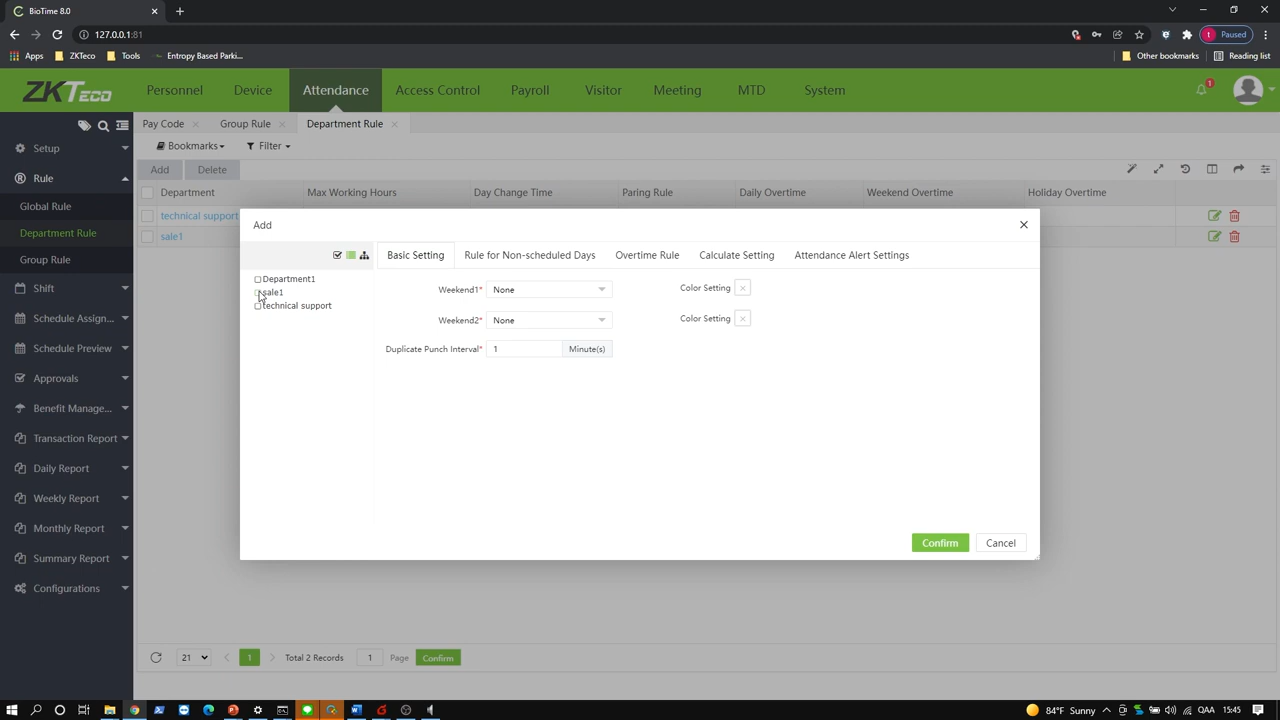 BioTime 8.0
127.0.0.1:81
t Paused
Apps ZKTeco Tools Entropy Based Parki... Other bookmarks Reading list
ZKTeco Personnel Device Attendance Access Control Payroll Visitor Meeting MTD System 1
Pay Code Group Rule Department Rule
Bookmarks Filter
Setup
Rule
Global Rule
Department Rule
Group Rule
Shift
Schedule Assign...
Schedule Preview
Approvals
Benefit Manage...
Transaction Report
Daily Report
Weekly Report
Monthly Report
Summary Report
Configurations
Add Delete
Department Max Working Hours Day Change Time Paring Rule Daily Overtime Weekend Overtime Holiday Overtime
technical support
sale1
Add
Department1
sale1
technical support
Basic Setting Rule for Non-scheduled Days Overtime Rule Calculate Setting Attendance Alert Settings
Weekend1* None Color Setting
Weekend2* None Color Setting
Duplicate Punch Interval* 1 Minute(s)
Confirm Cancel
21 1 Total 2 Records 1 Page Confirm
84°F Sunny QAA 15:45